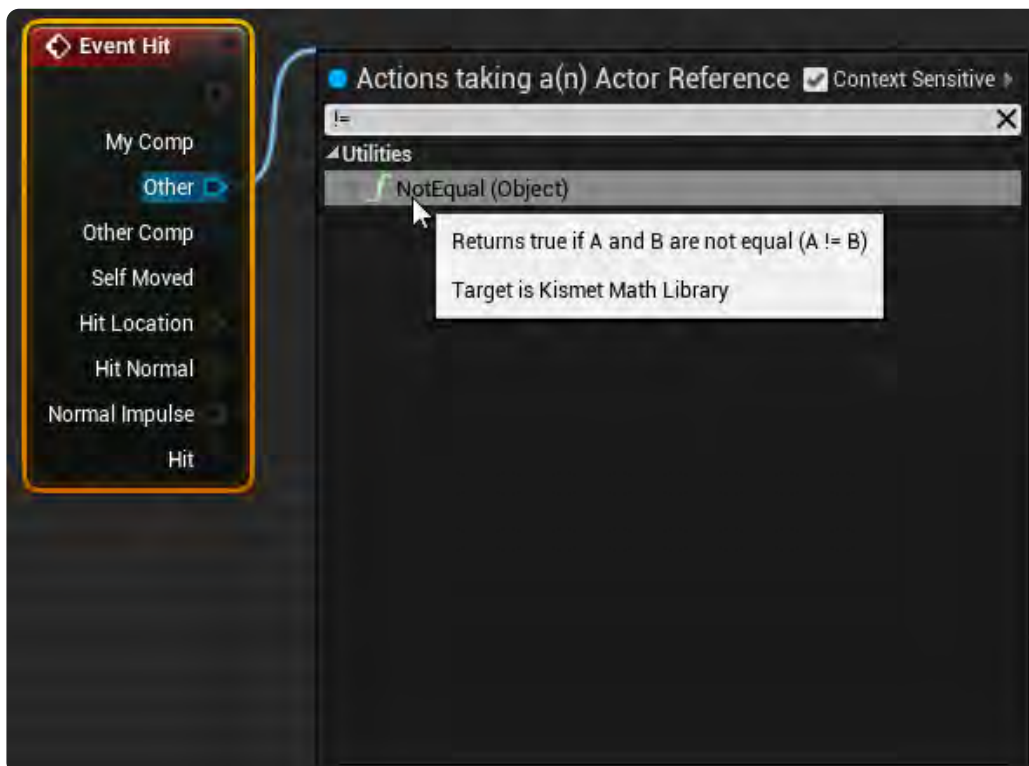 Event Hit
My Comp
Other
Other Comp
Self Moved
Hit Location
Hit Normal
Normal Impulse
Hit
Actions taking a(n) Actor Reference Context Sensitive
!=
Utilities
f NotEqual (Object)
Returns true if A and B are not equal (A != B)
Target is Kismet Math Library